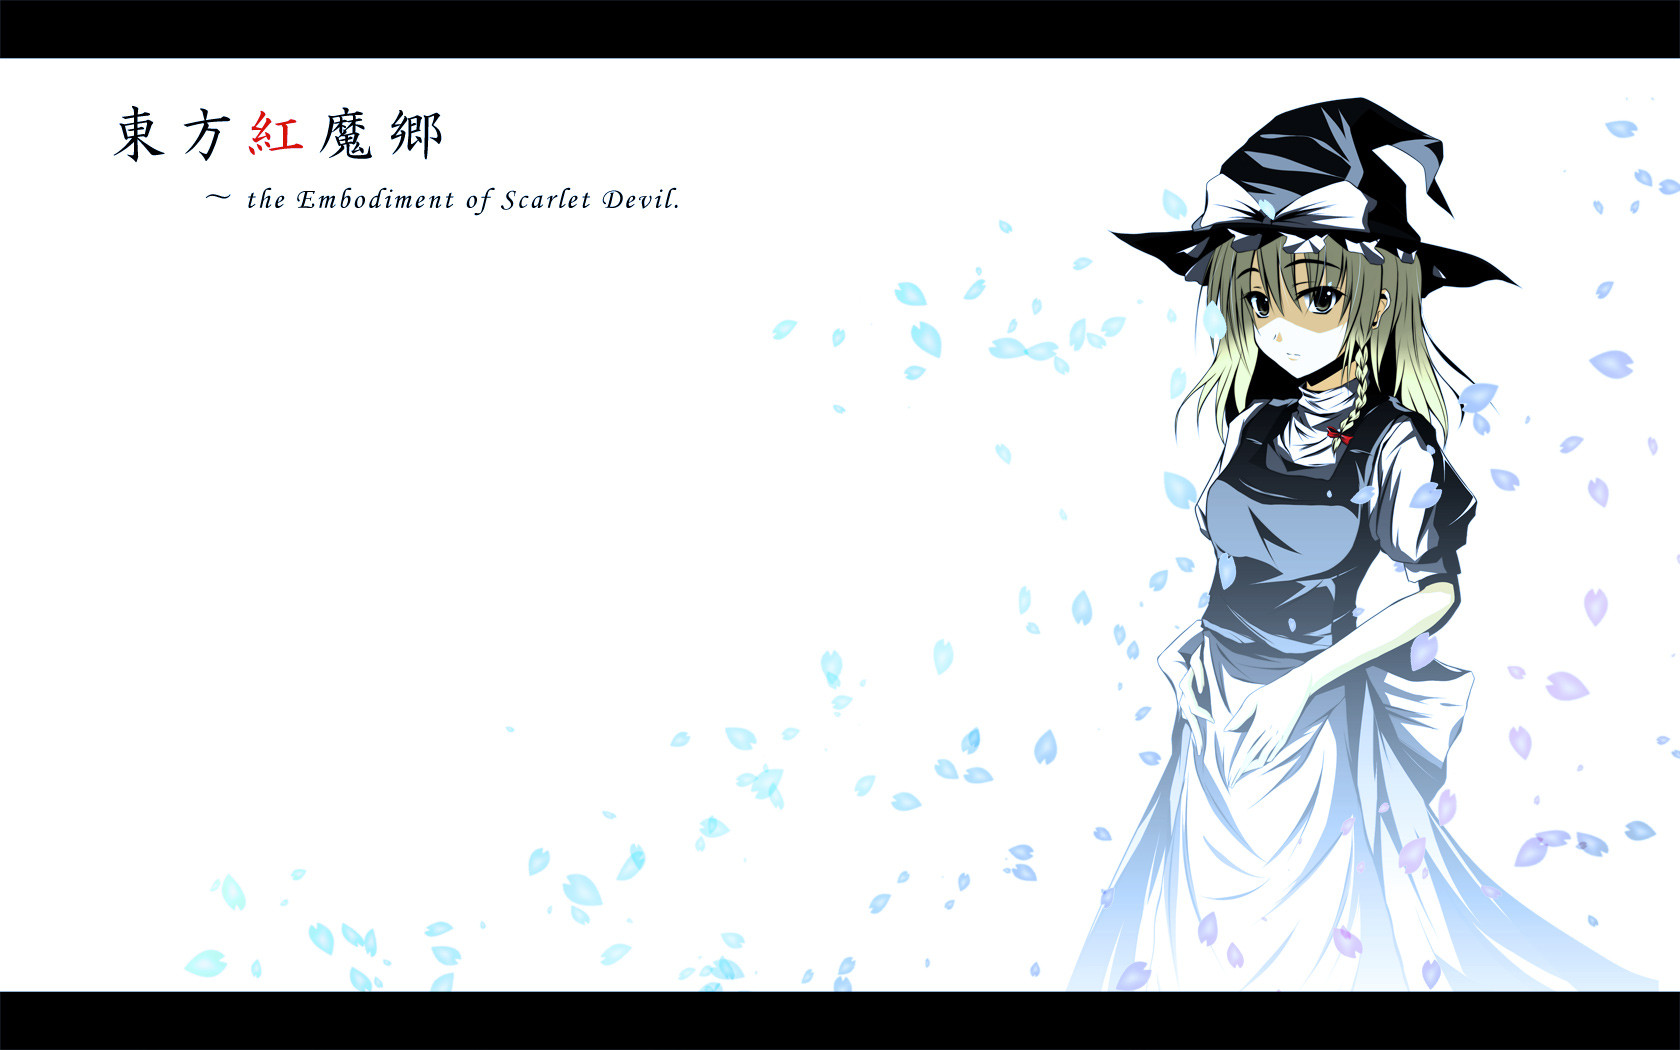 東方紅魔郷
～ the Embodiment of Scarlet Devil.